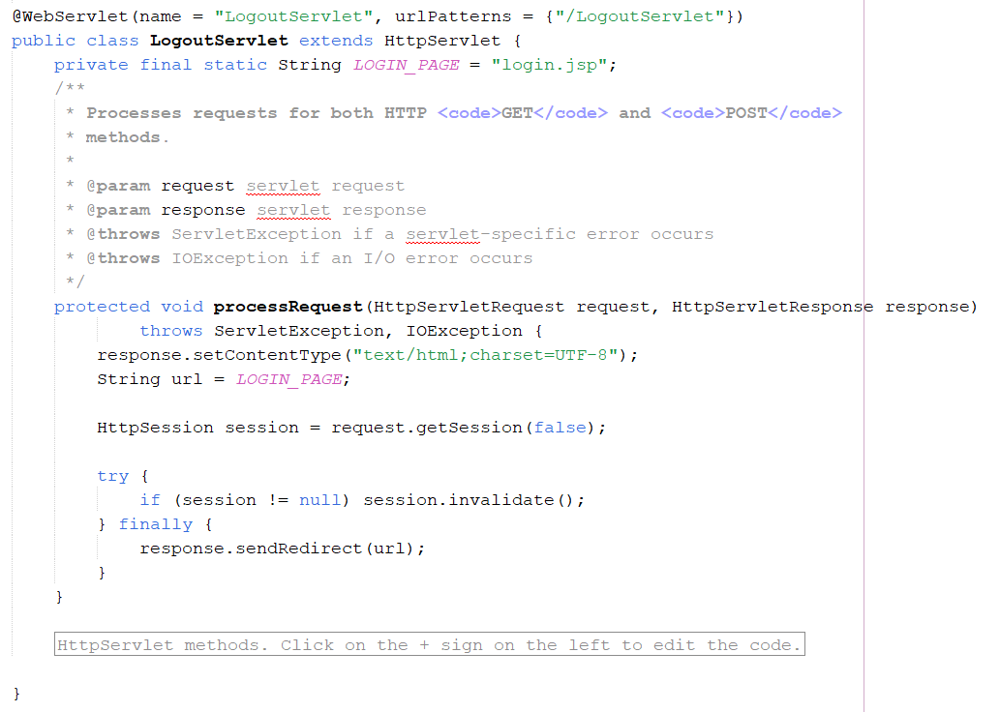 @WebServlet(name = "LogoutServlet", urlPatterns = {"/LogoutServlet"})
public class LogoutServlet extends HttpServlet {
    private final static String LOGIN_PAGE = "login.jsp";
    /**
     * Processes requests for both HTTP <code>GET</code> and <code>POST</code>
     * methods.
     *
     * @param request servlet request
     * @param response servlet response
     * @throws ServletException if a servlet-specific error occurs
     * @throws IOException if an I/O error occurs
     */
    protected void processRequest(HttpServletRequest request, HttpServletResponse response)
            throws ServletException, IOException {
        response.setContentType("text/html;charset=UTF-8");
        String url = LOGIN_PAGE;

        HttpSession session = request.getSession(false);

        try {
            if (session != null) session.invalidate();
        } finally {
            response.sendRedirect(url);
        }
    }

    HttpServlet methods. Click on the + sign on the left to edit the code.

}